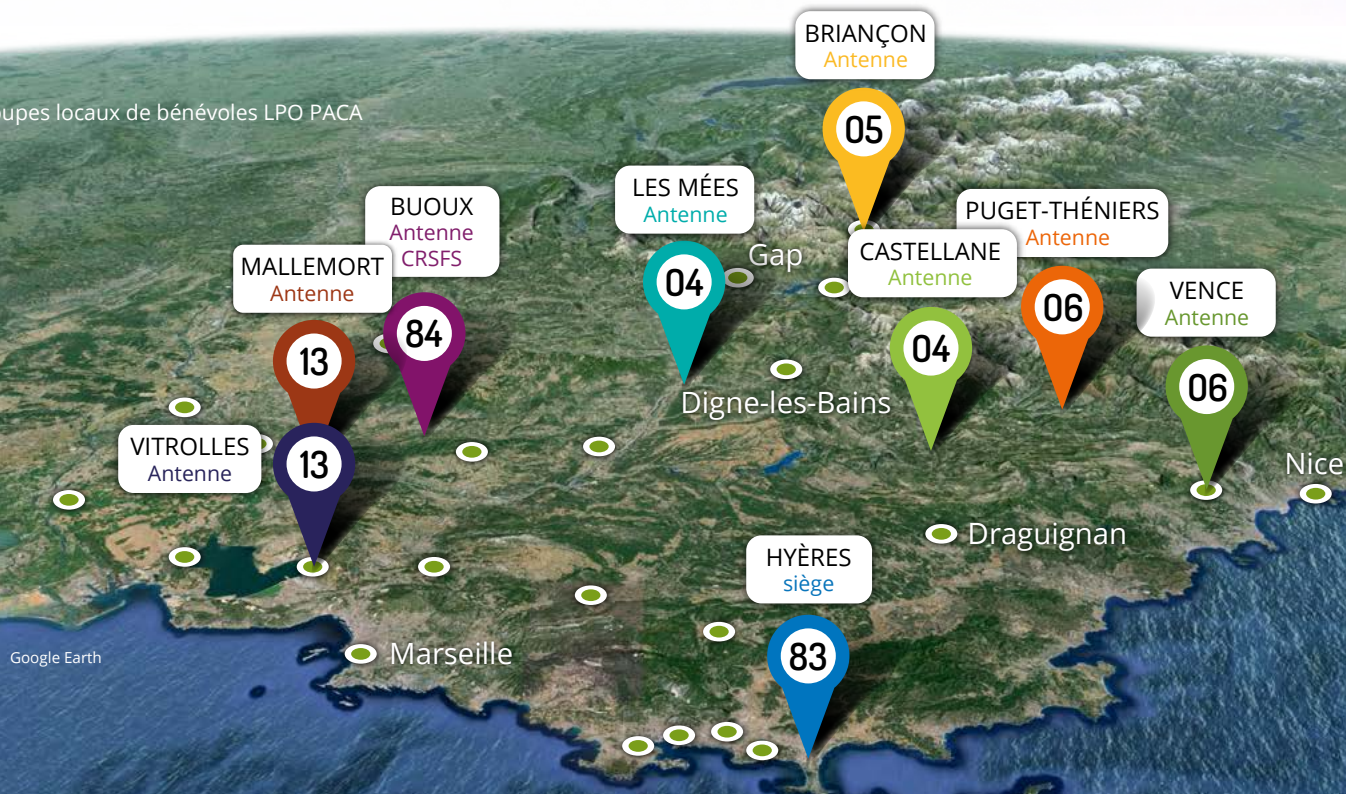 BRIANÇON
Antenne
05
locaux de bénévoles LPO PACA
LES MÉES
Antenne
04
BUOUX
Antenne
CRSFS
84
PUGET-THÉNIERS
Antenne
06
Gap
CASTELLANE
Antenne
04
MALLEMORT
Antenne
13
VENCE
Antenne
06
Digne-les-Bains
VITROLLES
Antenne
13
Nice
Draguignan
HYÈRES
siège
83
Marseille
Google Earth